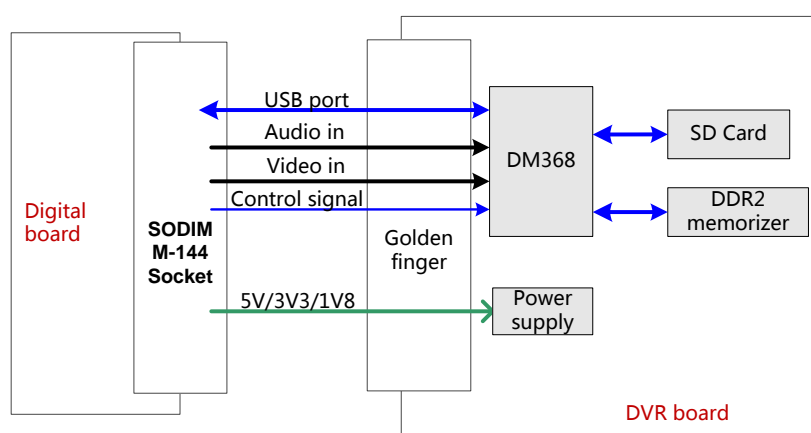 USB port
Audio in
Video in
Control signal
5V/3V3/1V8
Digital
board
SODIM
M-144
Socket
Golden
finger
DM368
SD Card
DDR2
memorizer
Power
supply
DVR board